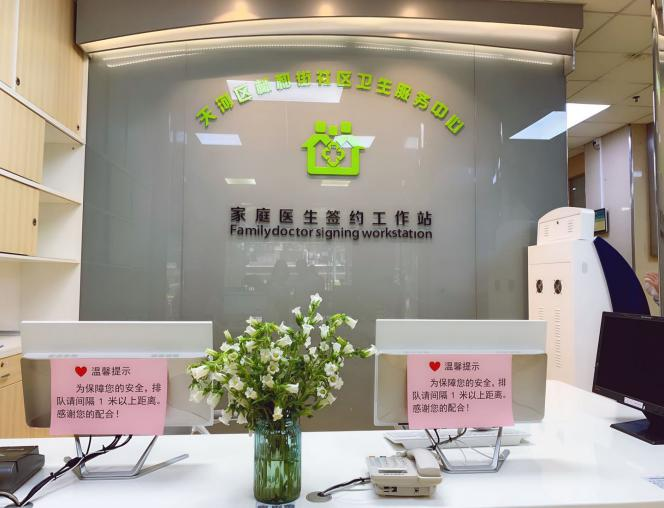 天河区林和街社区卫生服务中心
家庭医生签约工作站
Familydoctor signing workstation
温馨提示
为保障您的安全,排
队请间隔 1 米以上距离。
感谢您的配合!
温馨提示
为保障您的安全,排
队请间隔 1 米以上距离。
感谢您的配合!